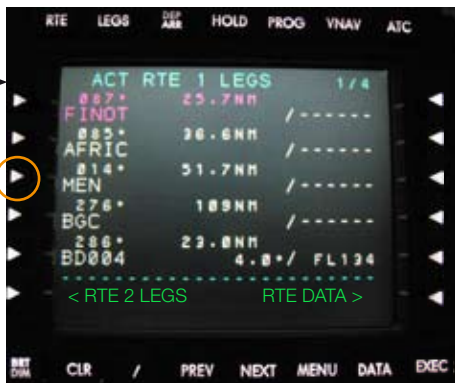 RTE LEGS DEP ARR HOLD PROG VNAV ATC
ACT RTE 1 LEGS 1/4
087° 25.7NM
FINOT /------
085° 36.6NM
AFRIC /------
014° 51.7NM
MEN /------
276° 109NM
BGC /------
286° 23.0NM
BD004 4.0°/ FL134
------------------------
< RTE 2 LEGS RTE DATA >
BRT DIM CLR / PREV NEXT MENU DATA EXEC